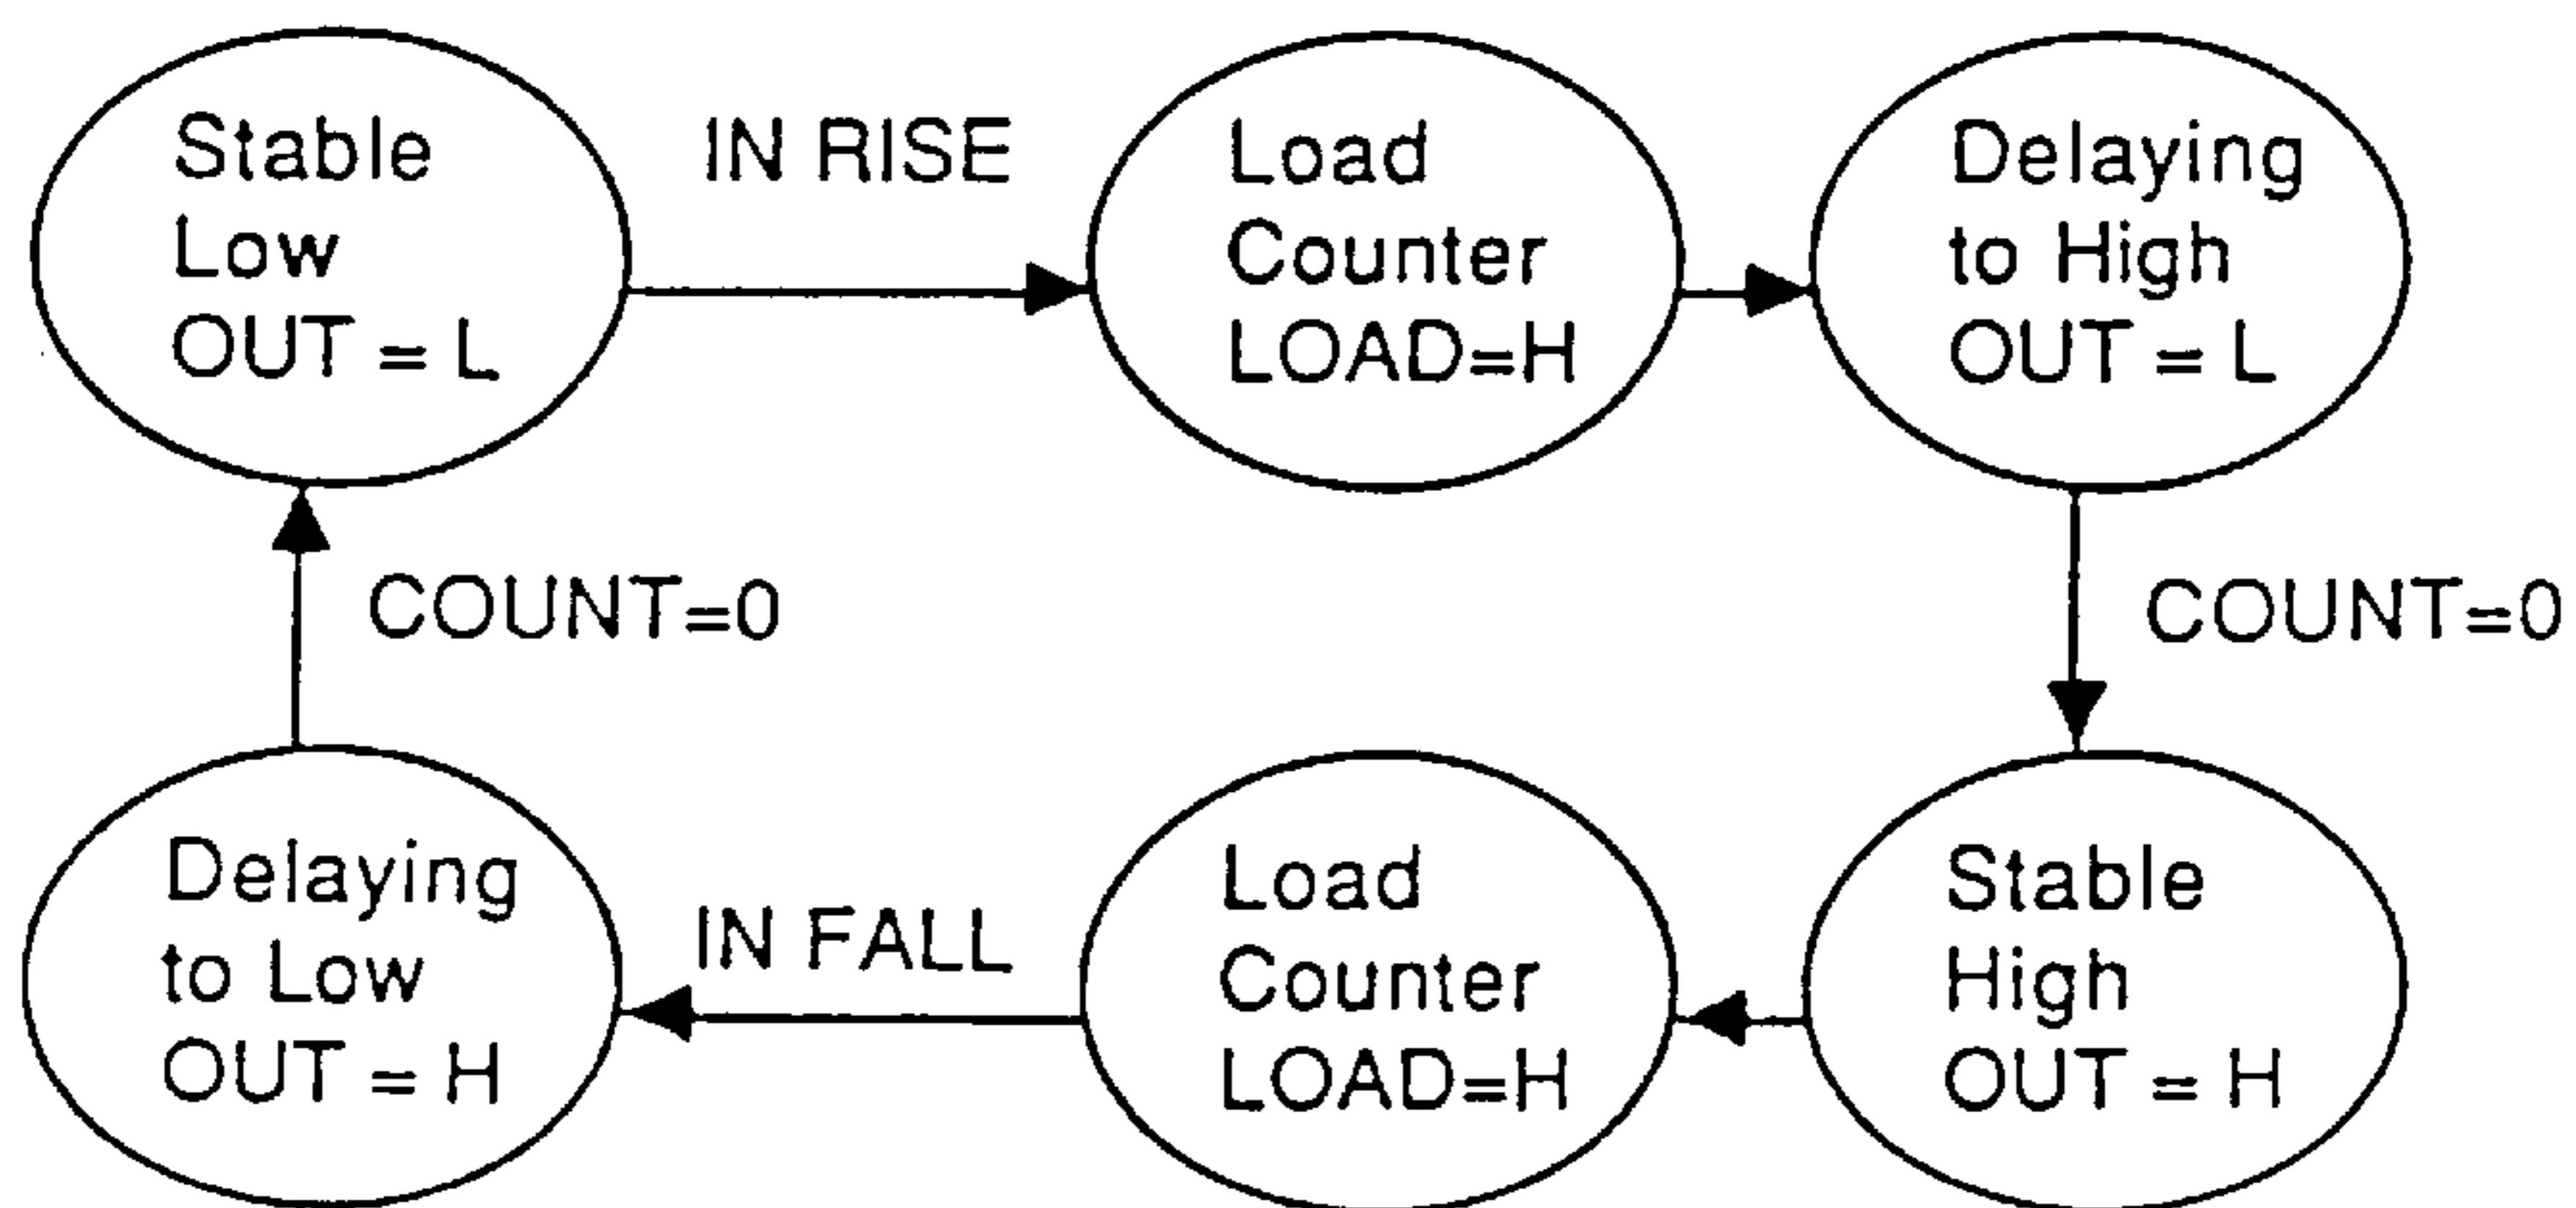 Stable
Low
OUT = L
IN RISE
Load
Counter
LOAD=H
Delaying
to High
OUT = L
COUNT=0
COUNT=0
Delaying
to Low
OUT = H
IN FALL
Load
Counter
LOAD=H
Stable
High
OUT = H